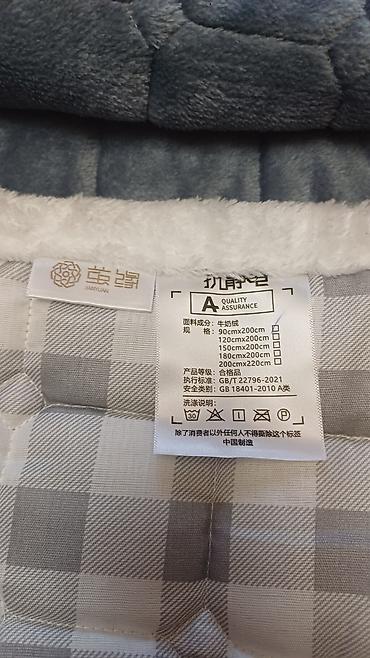 抗静电
A QUALITY ASSURANCE
面料成分：牛奶绒
规 格：90cmx200cm
120cmx200cm
150cmx200cm
180cmx200cm
200cmx220cm
产品等级：合格品
执行标准：GB/T 22796-2021
安全类别：GB 18401-2010 A类
洗涤说明：
30 P
除了消费者以外任何人不得撕除这个标签
中国制造